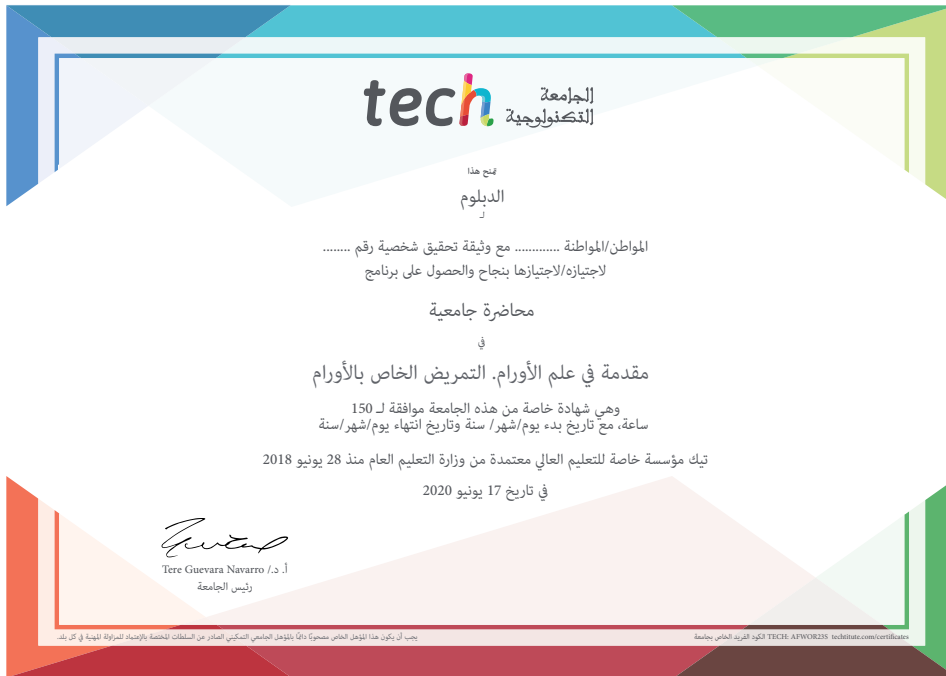 tech الجامعة
التكنولوجية
يمنح هذا
الدبلوم
لـ
المواطن/المواطنة ............. مع وثيقة تحقيق شخصية رقم ........
لاجتيازه/لاجتيازها بنجاح والحصول على برنامج
محاضرة جامعية
في
مقدمة في علم الأورام. التمريض الخاص بالأورام
وهي شهادة خاصة من هذه الجامعة موافقة لـ 150
ساعة، مع تاريخ بدء يوم/شهر/ سنة وتاريخ انتهاء يوم/شهر/سنة
تيك مؤسسة خاصة للتعليم العالي معتمدة من وزارة التعليم العام منذ 28 يونيو 2018
في تاريخ 17 يونيو 2020
أ. د./ Tere Guevara Navarro
رئيس الجامعة
يجب أن يكون هذا المؤهل الخاص مصحوبًا دائمًا بالمؤهل الجامعي التمكيني الصادر عن السلطات المختصة بالإعتماد للمزاولة المهنية في كل بلد.
الكود الفريد الخاص بجامعة TECH: AFWOR23S techtitute.com/certificates